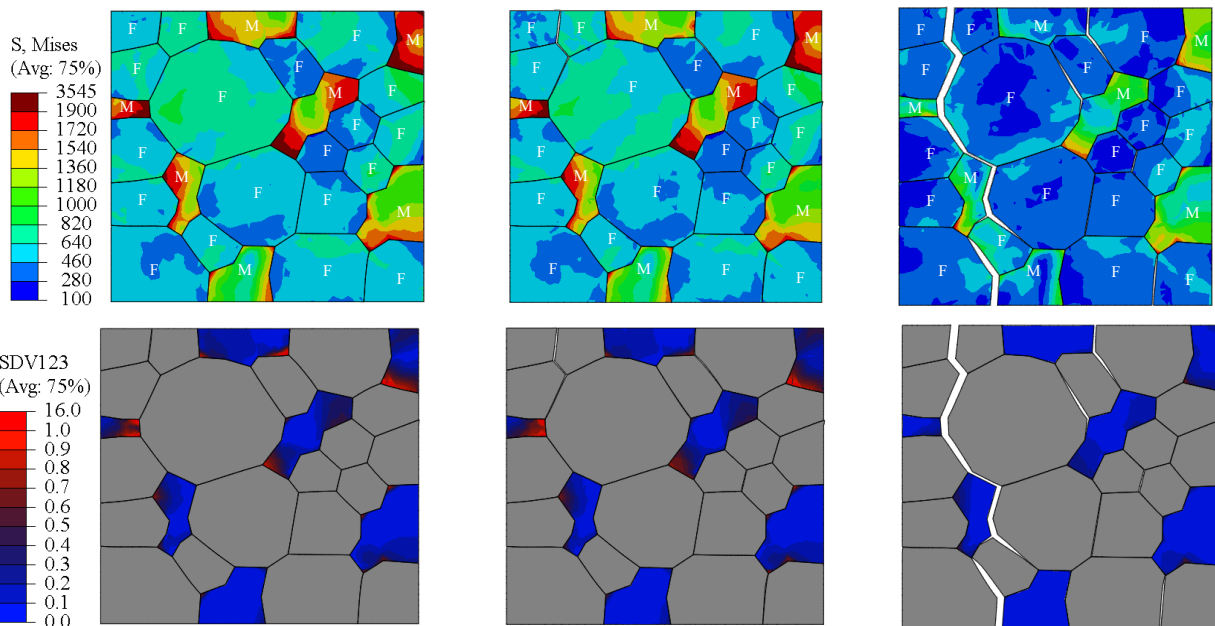 S, Mises
(Avg: 75%)
3545
1900
1720
1540
1360
1180
1000
820
640
460
280
100
F F M F M
F F
M F
F
M
F
F
F F
F
M
F F F
M
F
F M F F
F F M F M
F F
M F
F
M
F
F
F F
F
M
F F F
M
F
F M F F
F F M F M
F F
M F
F
M
F
F
F F
F
M
F F F
M
F
F M F F
SDV123
(Avg: 75%)
16.0
1.0
0.9
0.8
0.7
0.6
0.5
0.4
0.3
0.2
0.1
0.0